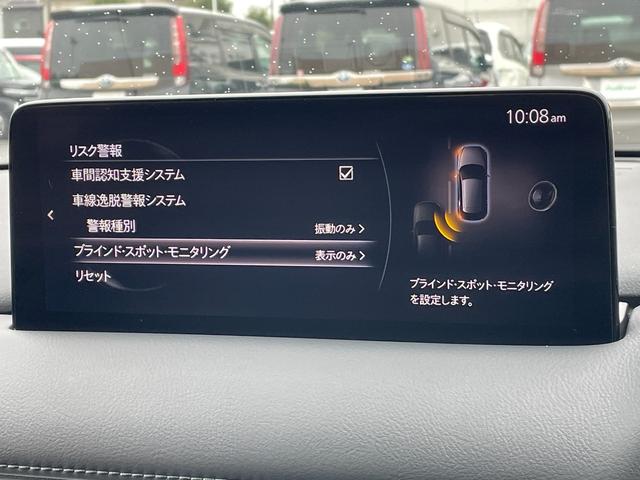 10:08 am
リスク警報
車間認知支援システム
車線逸脱警報システム
警報種別 振動のみ
ブラインド・スポット・モニタリング 表示のみ
リセット
ブラインド・スポット・モニタリング
を設定します。